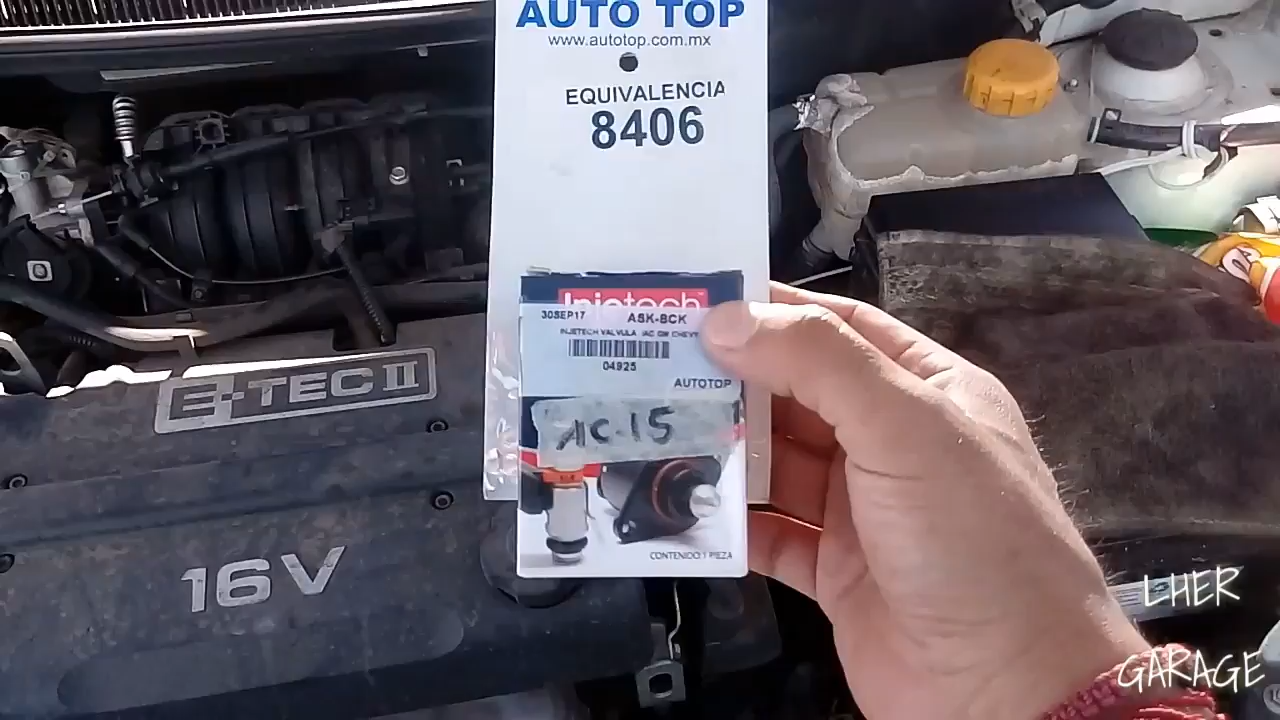 AUTO TOP
www.autotop.com.mx
EQUIVALENCIA
8406
Injetech
30SEP17 ASK-BCK
INJETECH VALVULA IAC GM CHEVY
04925
AUTOTOP
AC-15
CONTENIDO: 1 PIEZA
E-TEC II
16V
LHER
GARAGE